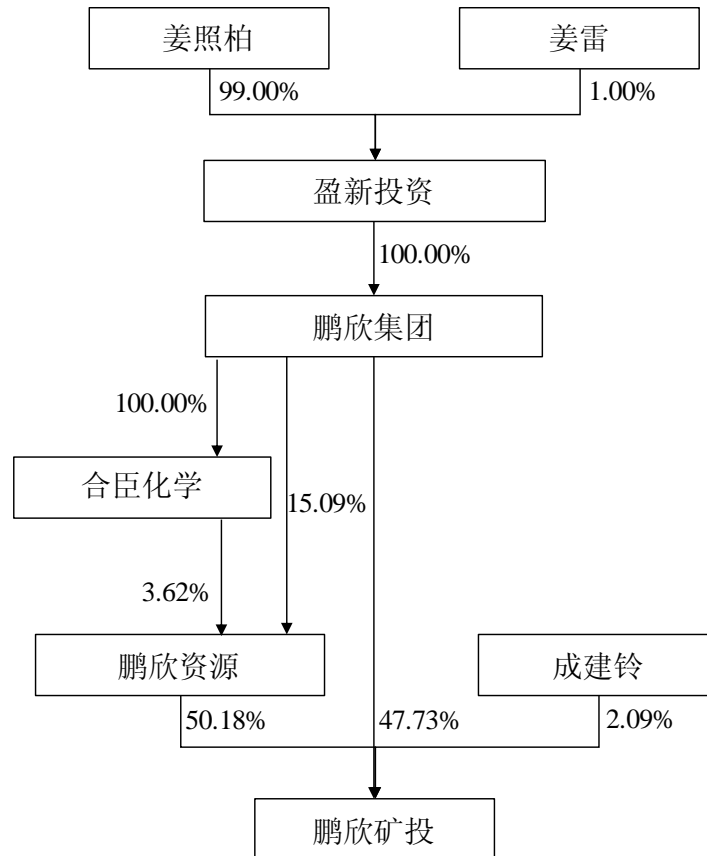 姜照柏
姜雷
99.00%
1.00%
盈新投资
100.00%
鹏欣集团
100.00%
合臣化学
15.09%
3.62%
鹏欣资源
成建铃
50.18%
47.73%
2.09%
鹏欣矿投